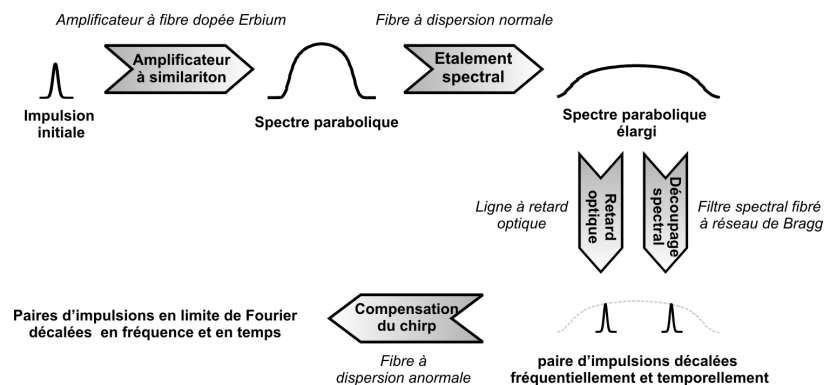 Amplificateur à fibre dopée Erbium
Fibre à dispersion normale
Amplificateur
à similariton
Etalement
spectral
Impulsion
initiale
Spectre parabolique
Spectre parabolique
élargi
Ligne à retard
optique
Retard
optique
Découpage
spectral
Filtre spectral fibré
à réseau de Bragg
Paires d'impulsions en limite de Fourier
décalées en fréquence et en temps
Compensation
du chirp
Fibre à
dispersion anormale
paire d'impulsions décalées
fréquentiellement et temporellement